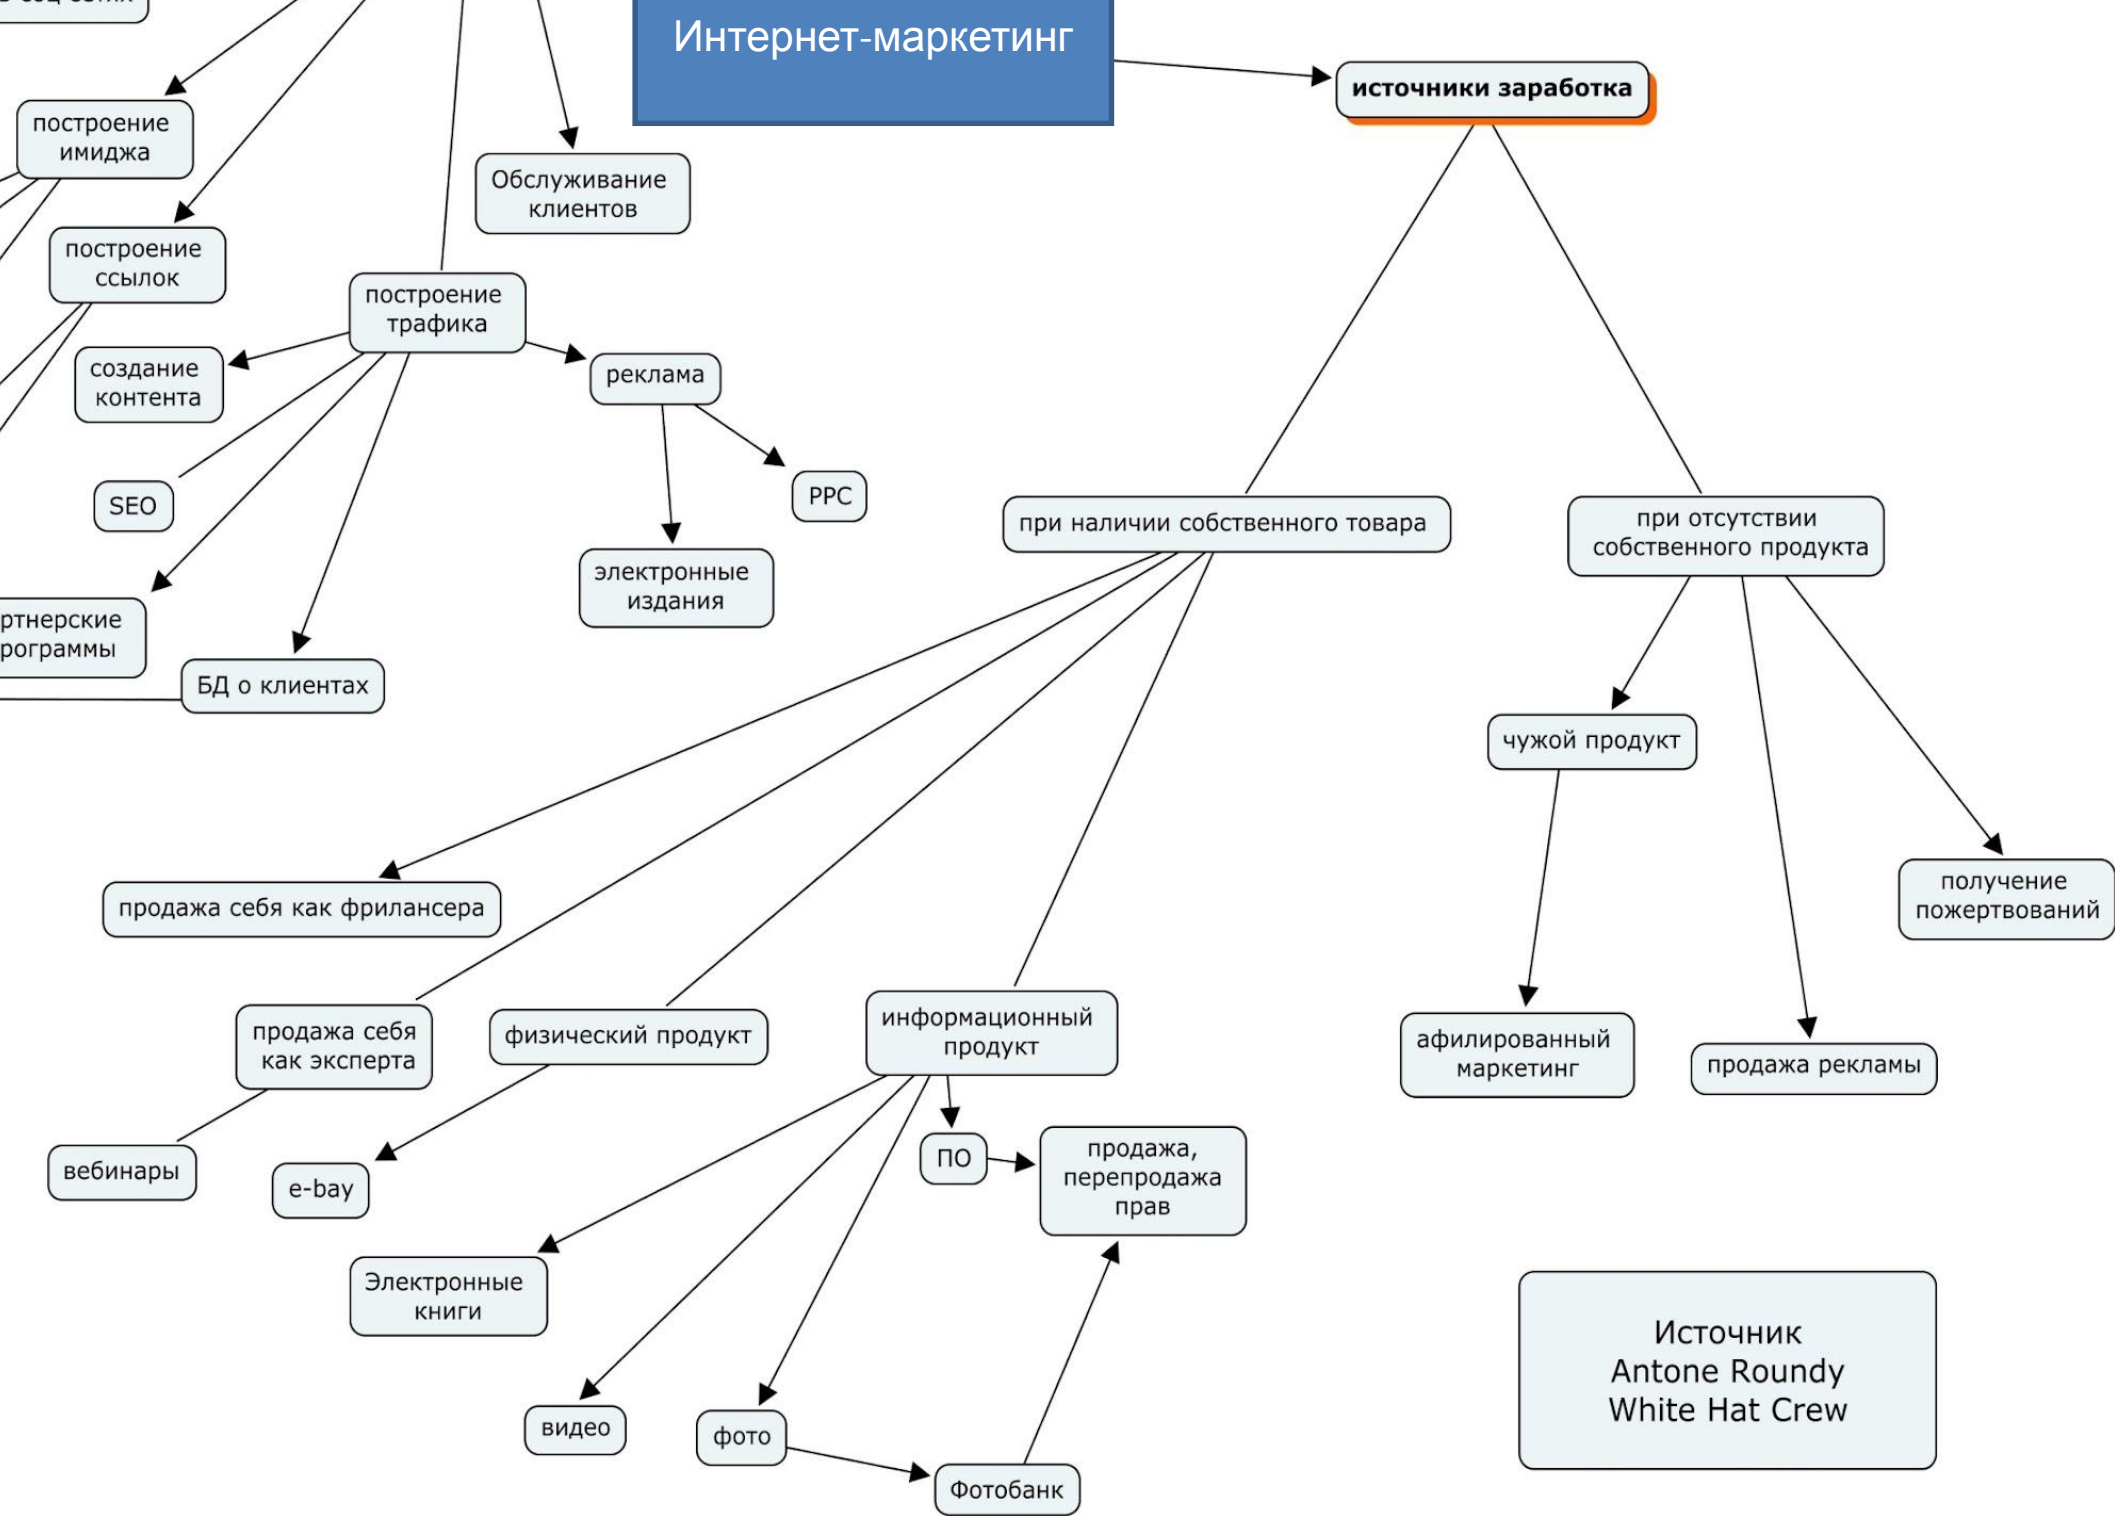 Интернет-маркетинг
источники заработка
построение
имиджа
Обслуживание
клиентов
построение
ссылок
построение
трафика
создание
контента
реклама
SEO
PPC
при наличии собственного товара
при отсутствии
собственного продукта
электронные
издания
БД о клиентах
чужой продукт
продажа себя как фрилансера
получение
пожертвований
продажа себя
как эксперта
физический продукт
информационный
продукт
афилированный
маркетинг
продажа рекламы
вебинары
e-bay
ПО
продажа,
перепродажа
прав
Электронные
книги
видео
фото
Фотобанк
Источник
Antone Roundy
White Hat Crew